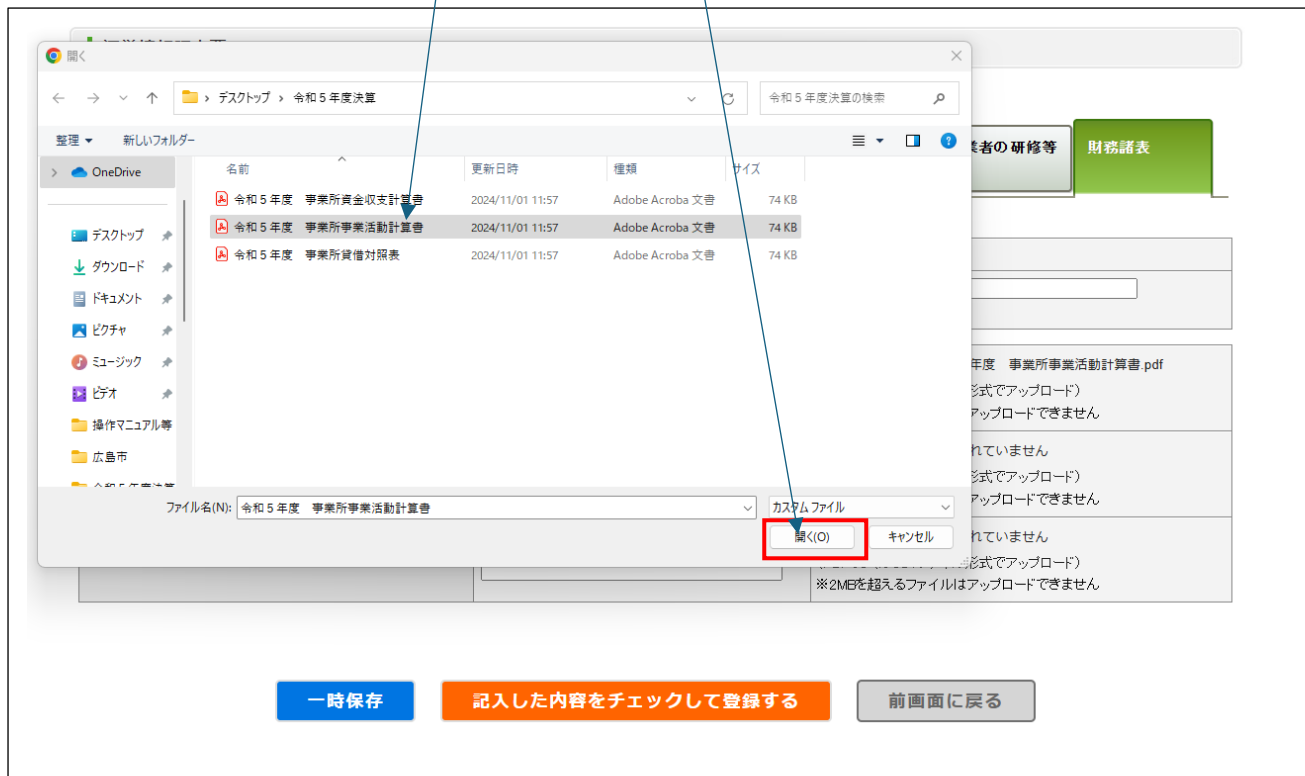 開く
デスクトップ › 令和５年度決算
令和５年度決算の検索
整理
新しいフォルダー
者の研修等
財務諸表
OneDrive
名前
更新日時
種類
サイズ
令和５年度　事業所資金収支計算書
2024/11/01 11:57
Adobe Acroba 文書
74 KB
令和５年度　事業所事業活動計算書
2024/11/01 11:57
Adobe Acroba 文書
74 KB
令和５年度　事業所貸借対照表
2024/11/01 11:57
Adobe Acroba 文書
74 KB
デスクトップ
ダウンロード
ドキュメント
ピクチャ
ミュージック
ビデオ
操作マニュアル等
広島市
年度　事業所事業活動計算書.pdf
形式でアップロード）
アップロードできません
れていません
形式でアップロード）
アップロードできません
ファイル名(N):
令和５年度　事業所事業活動計算書
カスタム ファイル
開く(O)
キャンセル
れていません
形式でアップロード）
※2MBを超えるファイルはアップロードできません
一時保存
記入した内容をチェックして登録する
前画面に戻る